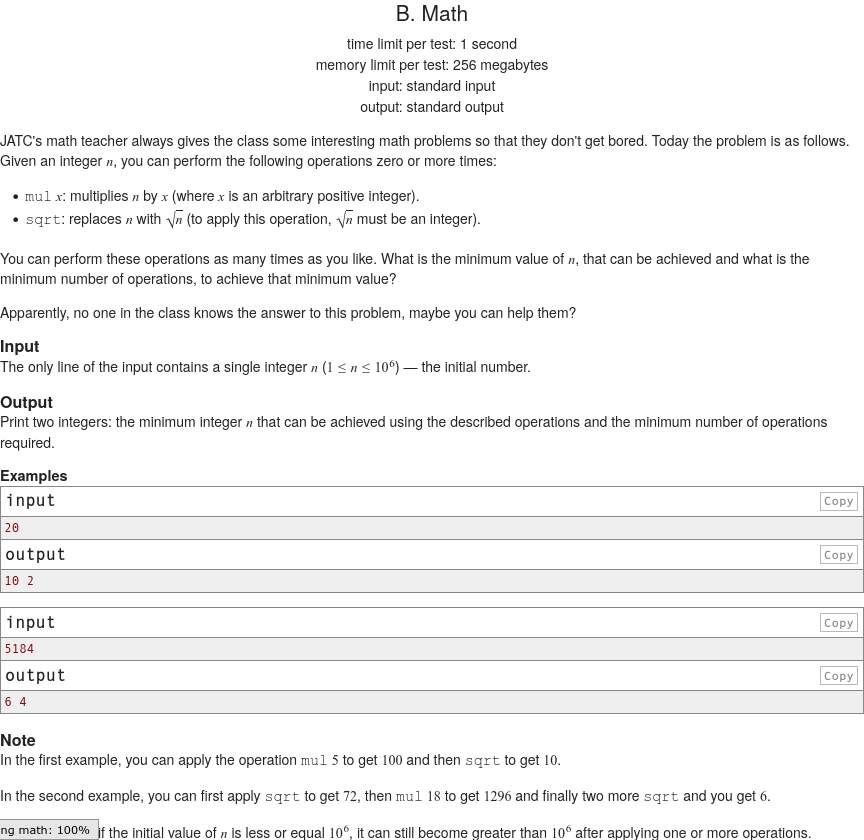 B. Math
time limit per test: 1 second
memory limit per test: 256 megabytes
input: standard input
output: standard output
JATC's math teacher always gives the class some interesting math problems so that they don't get bored. Today the problem is as follows.
Given an integer n, you can perform the following operations zero or more times:
• mul x: multiplies n by x (where x is an arbitrary positive integer).
• sqrt: replaces n with √n (to apply this operation, √n must be an integer).
You can perform these operations as many times as you like. What is the minimum value of n, that can be achieved and what is the
minimum number of operations, to achieve that minimum value?
Apparently, no one in the class knows the answer to this problem, maybe you can help them?
Input
The only line of the input contains a single integer n (1 ≤ n ≤ 10⁶) — the initial number.
Output
Print two integers: the minimum integer n that can be achieved using the described operations and the minimum number of operations
required.
Examples
input Copy
20
output Copy
10 2
input Copy
5184
output Copy
6 4
Note
In the first example, you can apply the operation mul 5 to get 100 and then sqrt to get 10.
In the second example, you can first apply sqrt to get 72, then mul 18 to get 1296 and finally two more sqrt and you get 6.
ng math: 100% if the initial value of n is less or equal 10⁶, it can still become greater than 10⁶ after applying one or more operations.